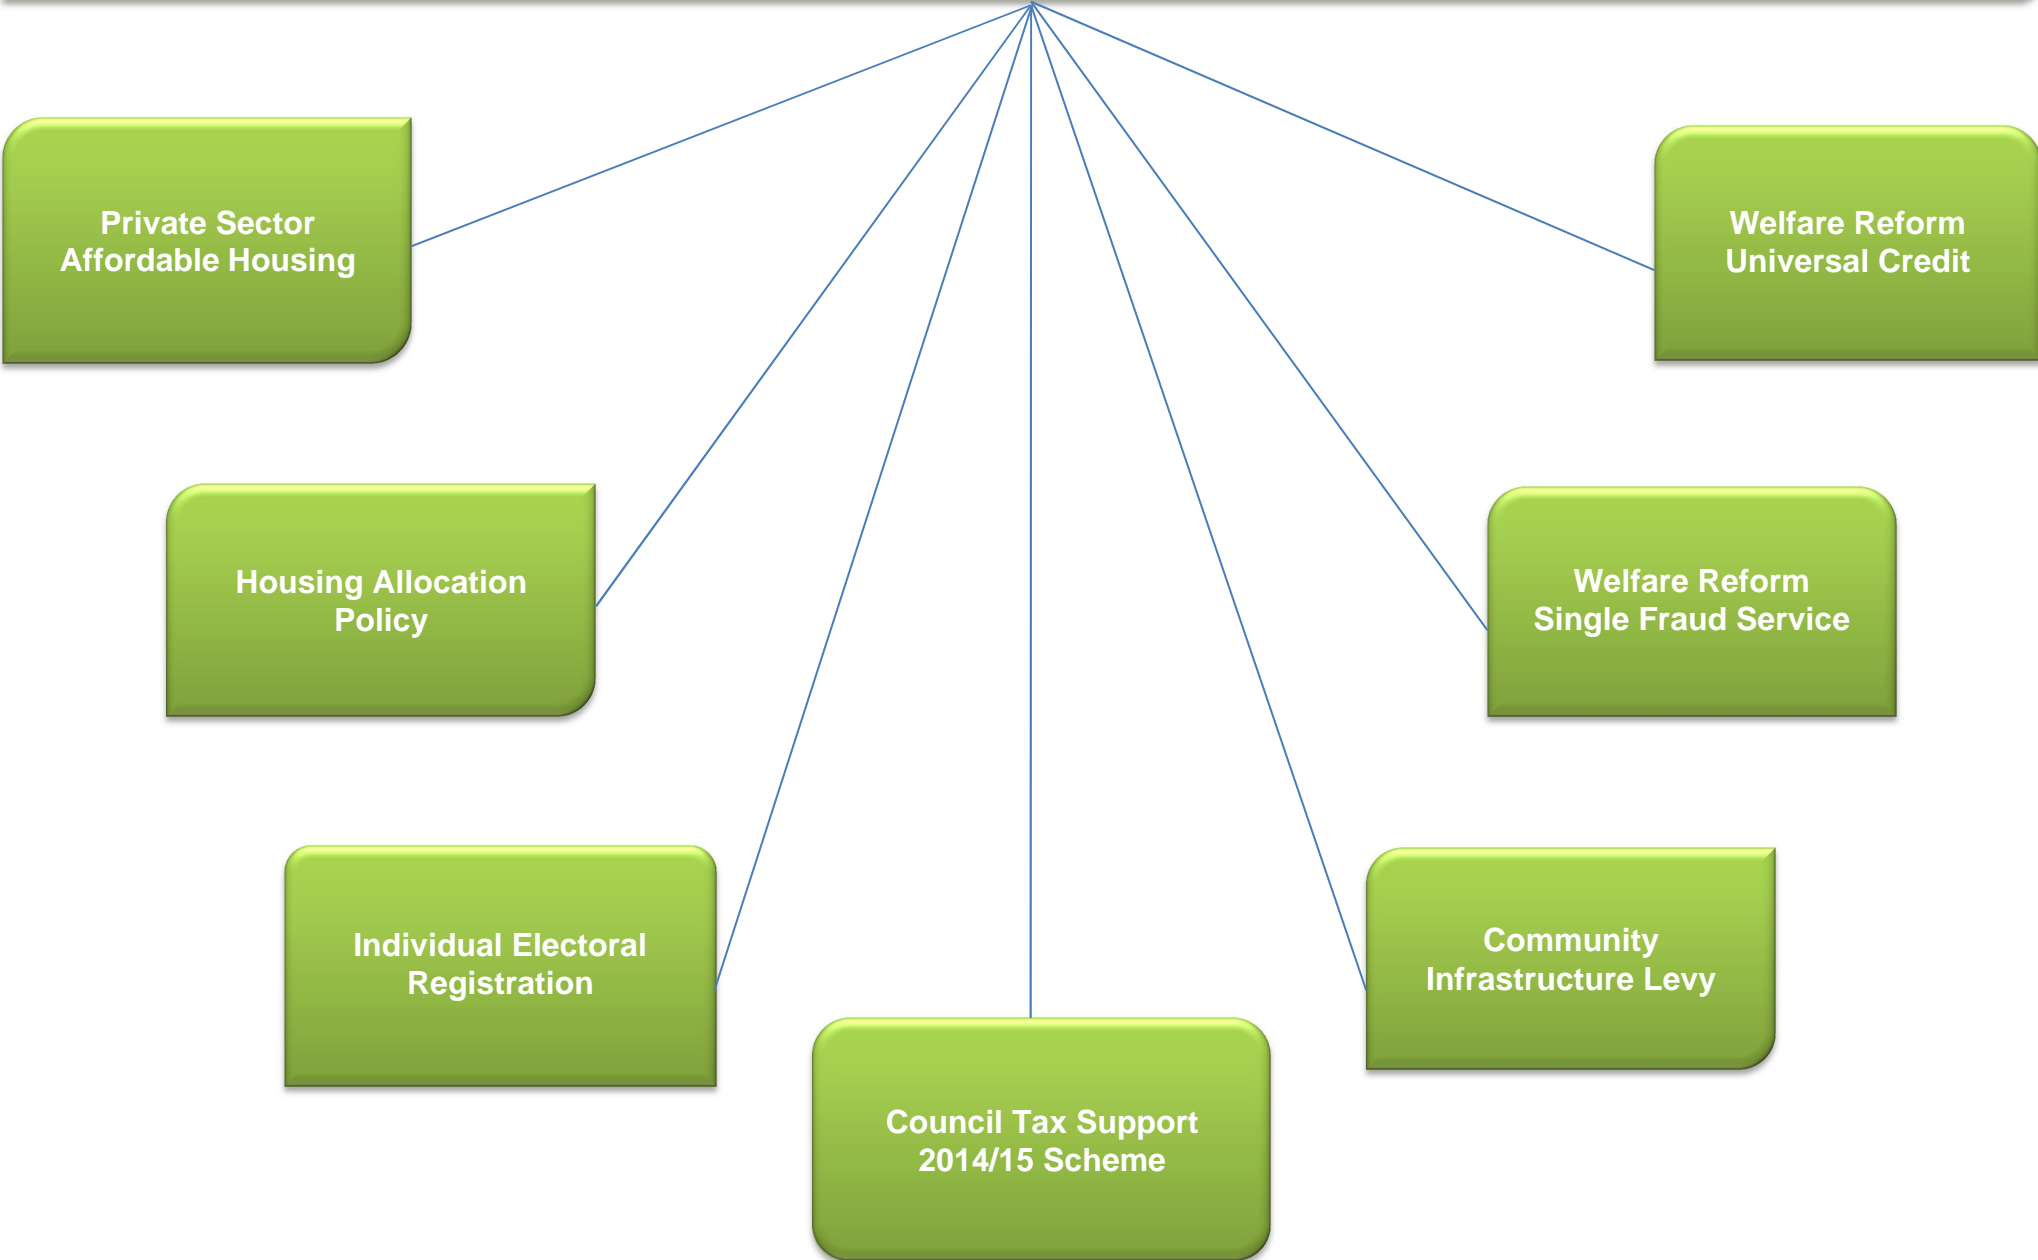 Private Sector
Affordable Housing
Welfare Reform
Universal Credit
Housing Allocation
Policy
Welfare Reform
Single Fraud Service
Individual Electoral
Registration
Community
Infrastructure Levy
Council Tax Support
2014/15 Scheme